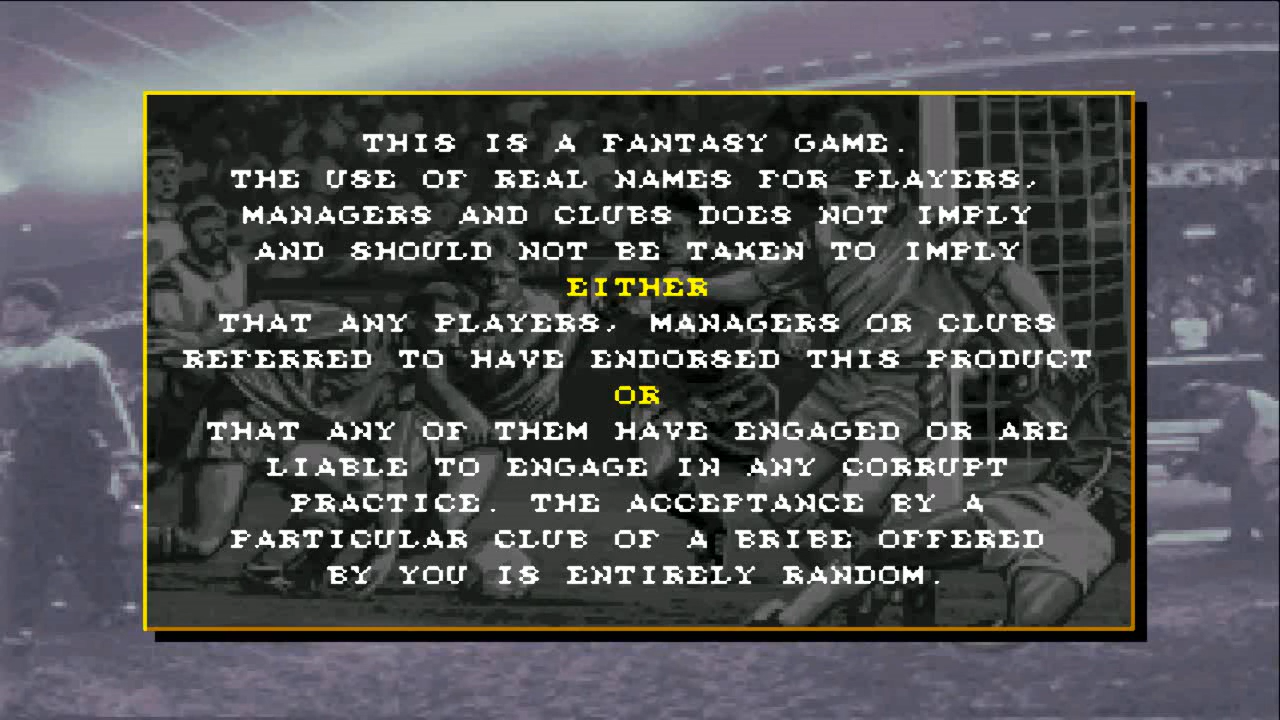 THIS IS A FANTASY GAME.
THE USE OF REAL NAMES FOR PLAYERS,
MANAGERS AND CLUBS DOES NOT IMPLY
AND SHOULD NOT BE TAKEN TO IMPLY
EITHER
THAT ANY PLAYERS, MANAGERS OR CLUBS
REFERRED TO HAVE ENDORSED THIS PRODUCT
OR
THAT ANY OF THEM HAVE ENGAGED OR ARE
LIABLE TO ENGAGE IN ANY CORRUPT
PRACTICE. THE ACCEPTANCE BY A
PARTICULAR CLUB OF A BRIBE OFFERED
BY YOU IS ENTIRELY RANDOM.